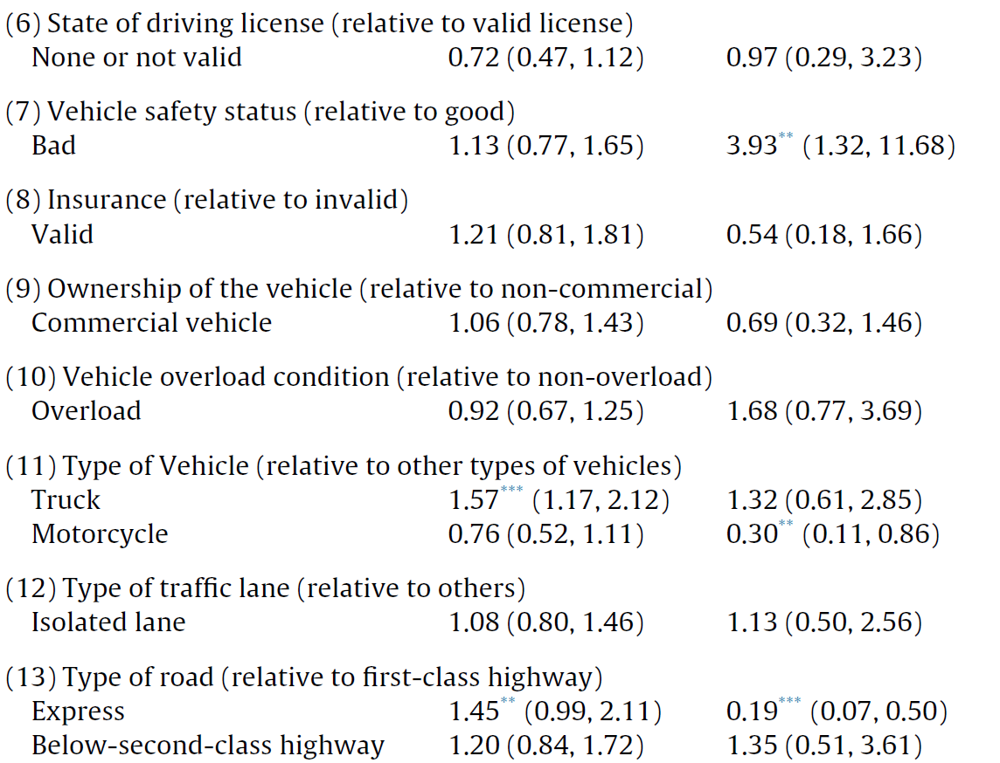 (6) State of driving license (relative to valid license)
None or not valid 0.72 (0.47, 1.12) 0.97 (0.29, 3.23)
(7) Vehicle safety status (relative to good)
Bad 1.13 (0.77, 1.65) 3.93** (1.32, 11.68)
(8) Insurance (relative to invalid)
Valid 1.21 (0.81, 1.81) 0.54 (0.18, 1.66)
(9) Ownership of the vehicle (relative to non-commercial)
Commercial vehicle 1.06 (0.78, 1.43) 0.69 (0.32, 1.46)
(10) Vehicle overload condition (relative to non-overload)
Overload 0.92 (0.67, 1.25) 1.68 (0.77, 3.69)
(11) Type of Vehicle (relative to other types of vehicles)
Truck 1.57*** (1.17, 2.12) 1.32 (0.61, 2.85)
Motorcycle 0.76 (0.52, 1.11) 0.30** (0.11, 0.86)
(12) Type of traffic lane (relative to others)
Isolated lane 1.08 (0.80, 1.46) 1.13 (0.50, 2.56)
(13) Type of road (relative to first-class highway)
Express 1.45** (0.99, 2.11) 0.19*** (0.07, 0.50)
Below-second-class highway 1.20 (0.84, 1.72) 1.35 (0.51, 3.61)